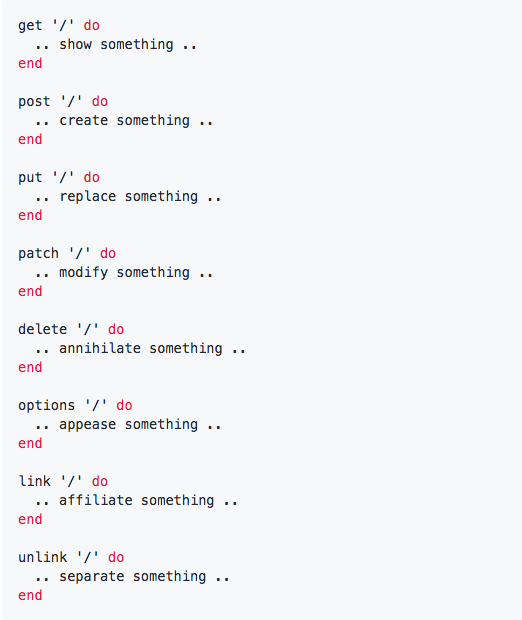 get '/' do
  .. show something ..
end

post '/' do
  .. create something ..
end

put '/' do
  .. replace something ..
end

patch '/' do
  .. modify something ..
end

delete '/' do
  .. annihilate something ..
end

options '/' do
  .. appease something ..
end

link '/' do
  .. affiliate something ..
end

unlink '/' do
  .. separate something ..
end